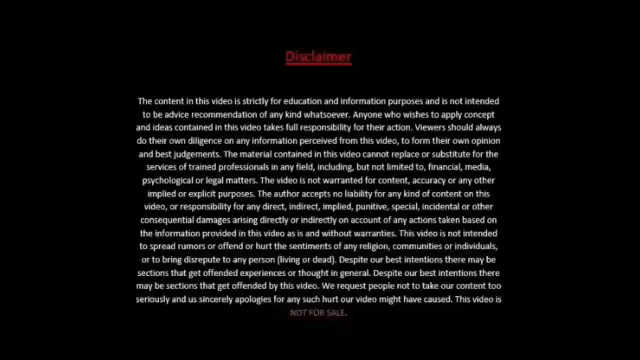 Disclaimer
The content in this video is strictly for education and information purposes and is not intended
to be advice recommendation of any kind whatsoever. Anyone who wishes to apply concept
and ideas contained in this video takes full responsibility for their action. Viewers should always
do their own diligence on any information perceived from this video, to form their own opinion
and best judgements. The material contained in this video cannot replace or substitute for the
services of trained professionals in any field, including, but not limited to, financial, media,
psychological or legal matters. The video is not warranted for content, accuracy or any other
implied or explicit purposes. The author accepts no liability for any kind of content on this
video, or responsibility for any direct, indirect, implied, punitive, special, incidental or other
consequential damages arising directly or indirectly on account of any actions taken based on
the information provided in this video as is and without warranties. This video is not intended
to spread rumors or offend or hurt the sentiments of any religion, communities or individuals,
or to bring disrepute to any person (living or dead). Despite our best intentions there may be
sections that get offended experiences or thought in general. Despite our best intentions there
may be sections that get offended by this video. We request people not to take our content too
seriously and us sincerely apologies for any such hurt our video might have caused. This video is
NOT FOR SALE.